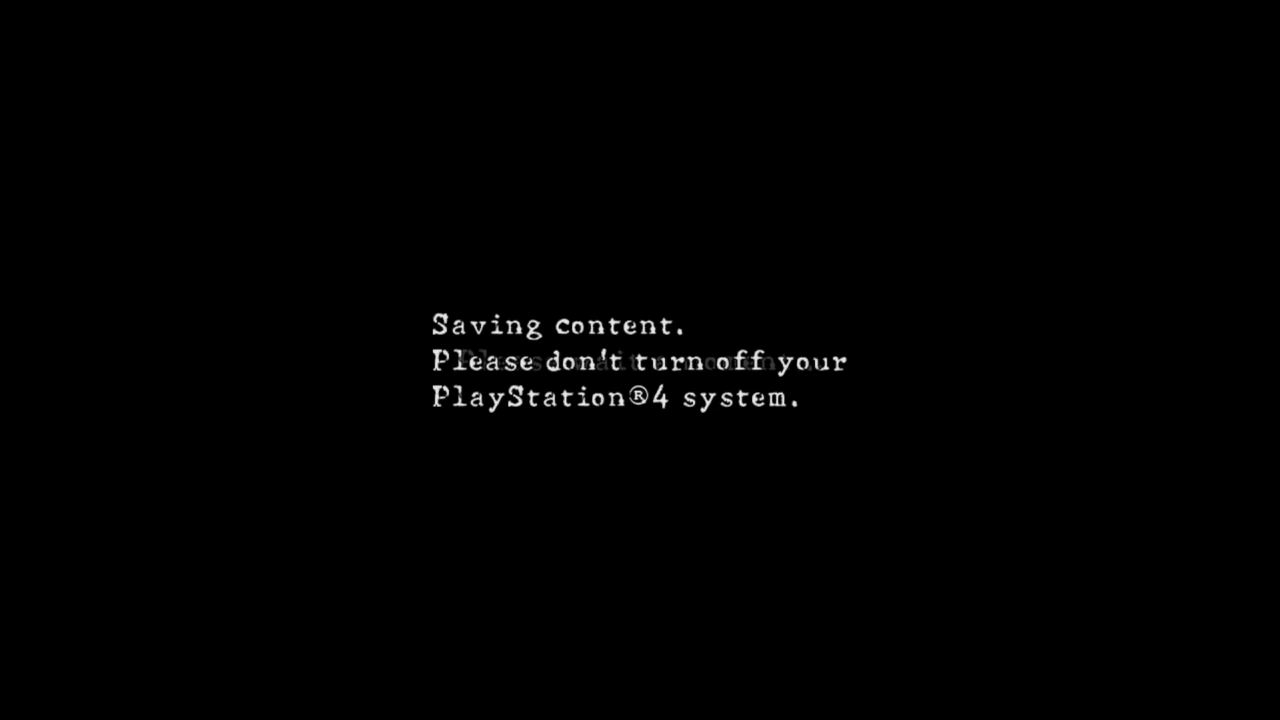 Saving content.
Please don't turn off your
PlayStation®4 system.